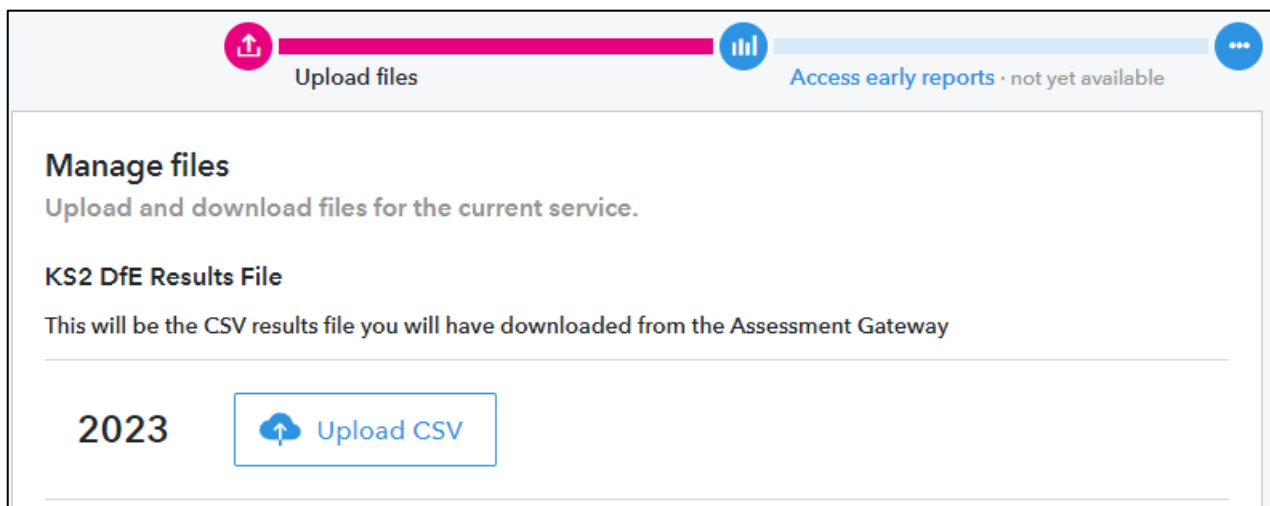 Upload files
Access early reports · not yet available
Manage files
Upload and download files for the current service.
KS2 DfE Results File
This will be the CSV results file you will have downloaded from the Assessment Gateway
2023
Upload CSV